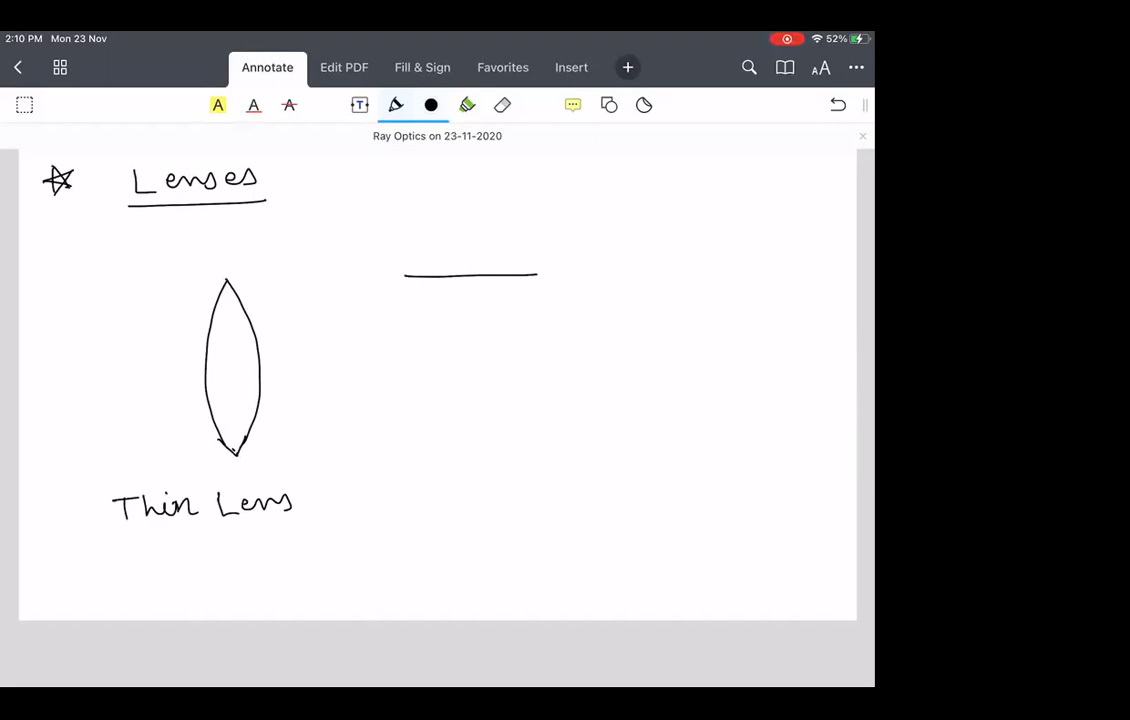 2:10 PM Mon 23 Nov
52%
Annotate Edit PDF Fill & Sign Favorites Insert +
AA
A A A T
Ray Optics on 23-11-2020
Lenses
Thin Lens